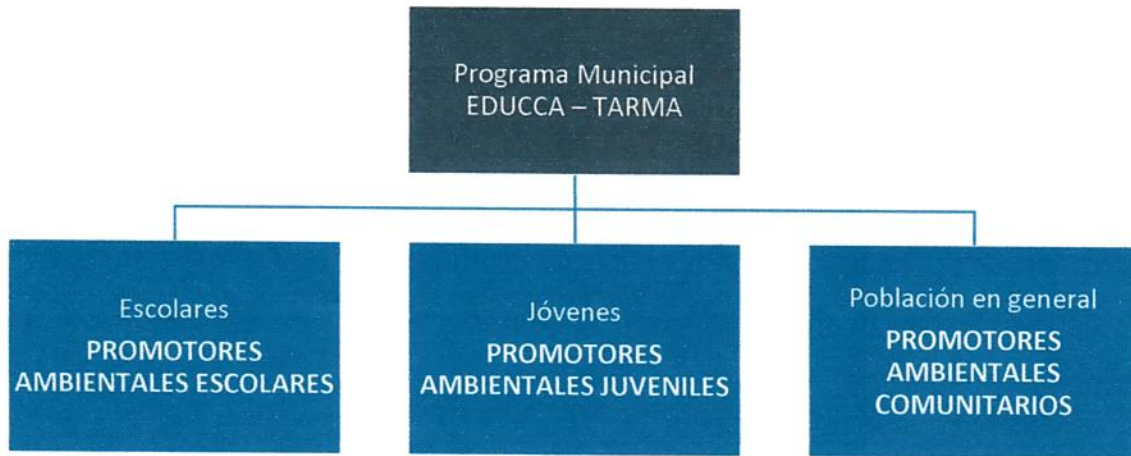 Programa Municipal
EDUCCA – TARMA
Escolares
PROMOTORES
AMBIENTALES ESCOLARES
Jóvenes
PROMOTORES
AMBIENTALES JUVENILES
Población en general
PROMOTORES
AMBIENTALES
COMUNITARIOS